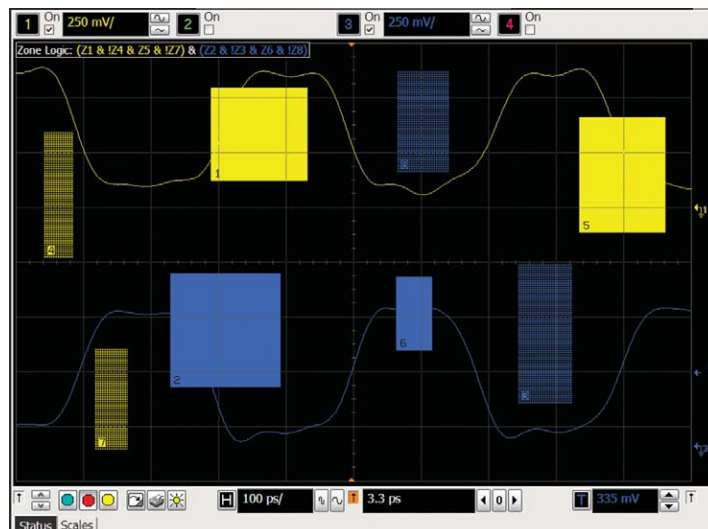 On On On On
1 250 mV/ 2 3 250 mV/ 4
Zone Logic: (Z1 & !Z4 & Z5 & !Z7) & (Z2 & !Z3 & Z6 & !Z8)
1
4
5
1
2
6
7
3
H 100 ps/ T 3.3 ps 0 T 335 mV
Status Scales